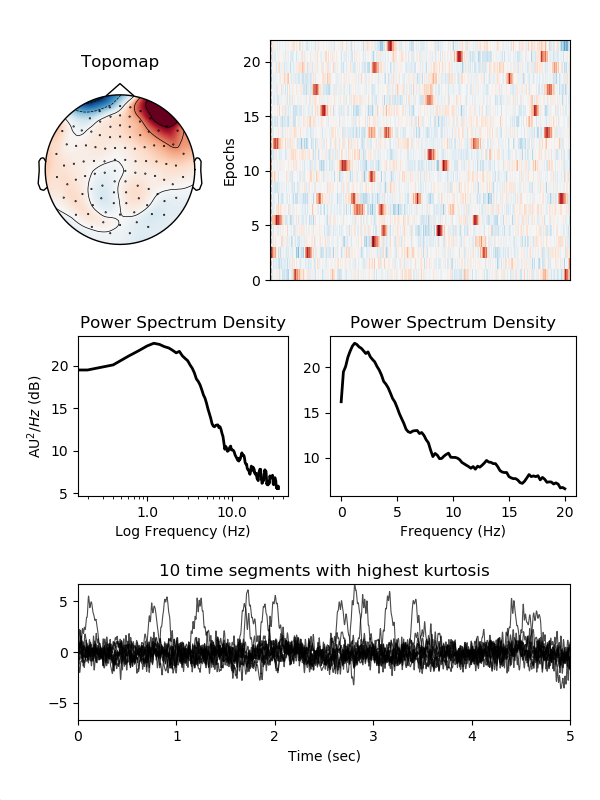 Topomap
Epochs
20
15
10
5
0
Power Spectrum Density
AU²/Hz (dB)
20
15
10
5
1.0 10.0
Log Frequency (Hz)
Power Spectrum Density
20
15
10
0 5 10 15 20
Frequency (Hz)
10 time segments with highest kurtosis
5
0
−5
0 1 2 3 4 5
Time (sec)